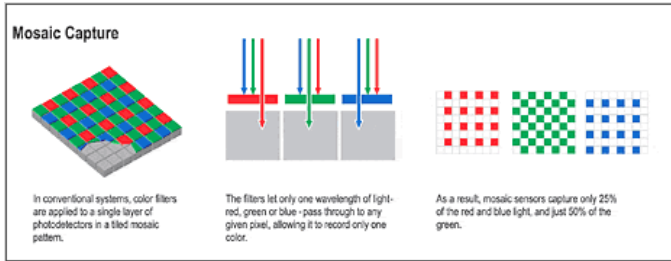 Mosaic Capture
In conventional systems, color filters
are applied to a single layer of
photodetectors in a tiled mosaic
pattern.
The filters let only one wavelength of light-
red, green or blue - pass through to any
given pixel, allowing it to record only one
color.
As a result, mosaic sensors capture only 25%
of the red and blue light, and just 50% of the
green.